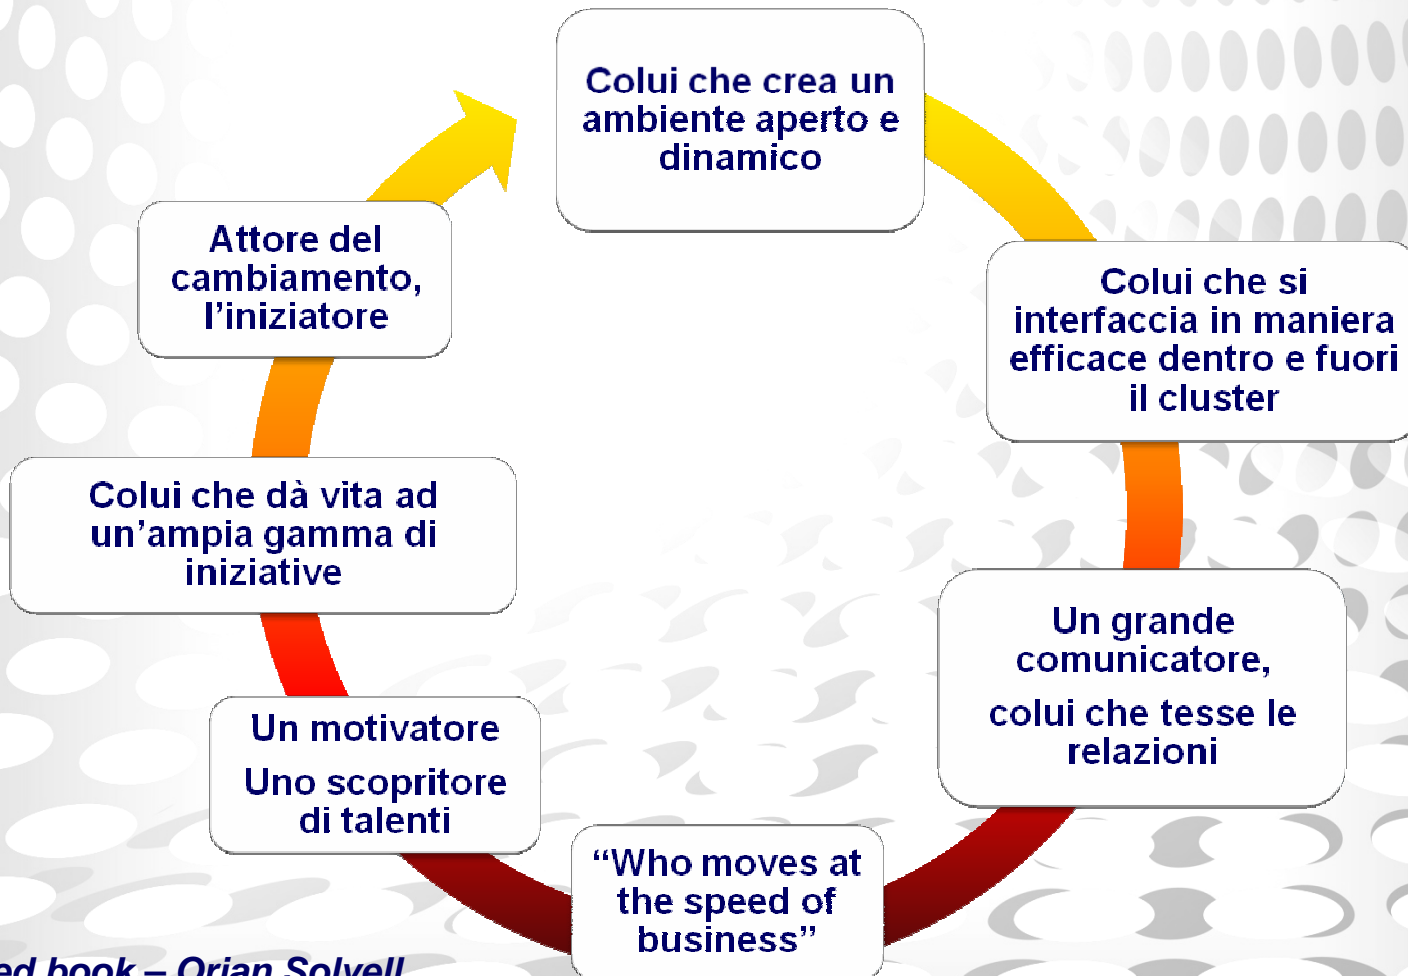 Colui che crea un
ambiente aperto e
dinamico
Colui che si
interfaccia in maniera
efficace dentro e fuori
il cluster
Un grande
comunicatore,
colui che tesse le
relazioni
“Who moves at
the speed of
business”
Un motivatore
Uno scopritore
di talenti
Colui che dà vita ad
un’ampia gamma di
iniziative
Attore del
cambiamento,
l’iniziatore
book – Orjan Solvell